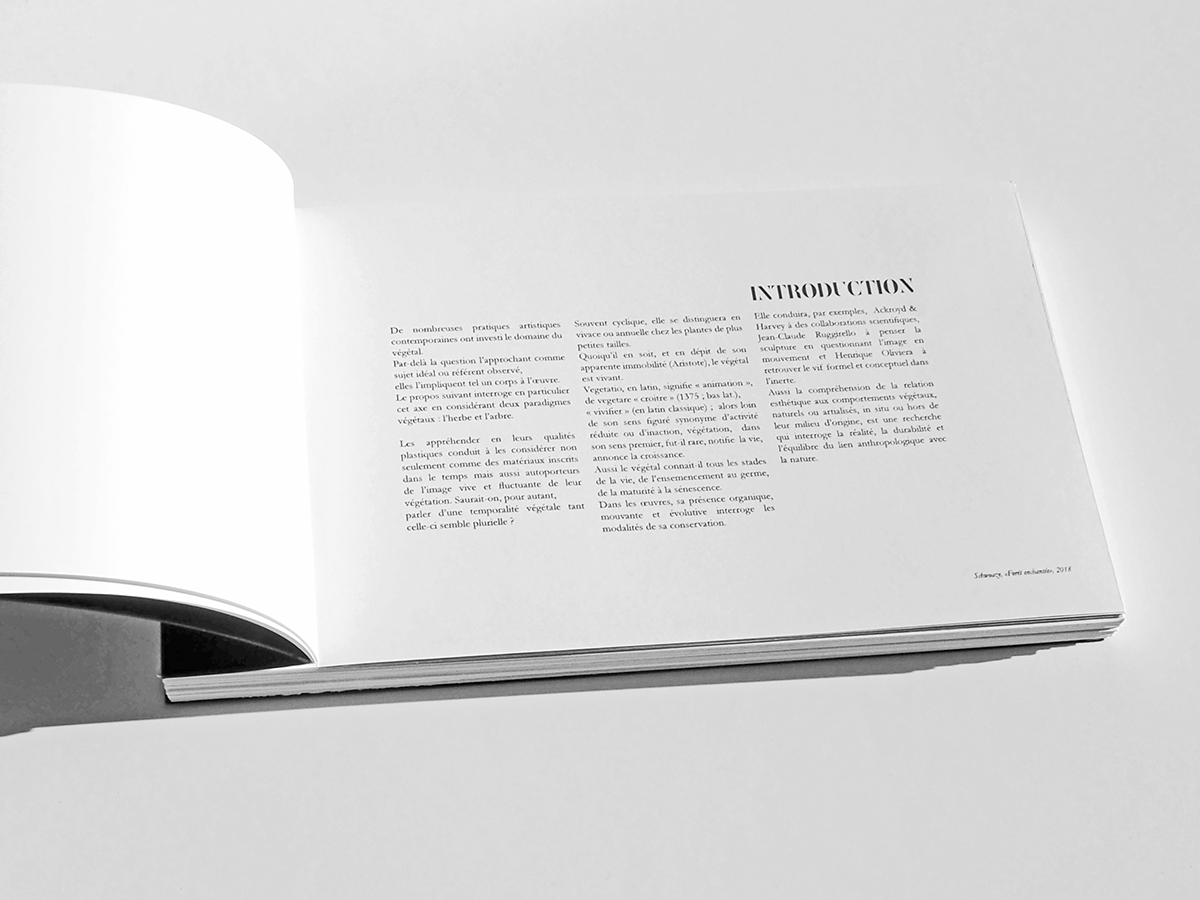 INTRODUCTION
De nombreuses pratiques artistiques
contemporaines ont investi le domaine du
végétal.
Par-delà la question l'approchant comme
sujet idéal ou référent observé,
elles l'impliquent tel un corps à l'œuvre.
Le propos suivant interroge en particulier
cet axe en considérant deux paradigmes
végétaux : l'herbe et l'arbre.
Les appréhender en leurs qualités
plastiques conduit à les considérer non
seulement comme des matériaux inscrits
dans le temps mais aussi autoporteurs
de l'image vive et fluctuante de leur
végétation. Saurait-on, pour autant,
parler d'une temporalité végétale tant
celle-ci semble plurielle ?
Souvent cyclique, elle se distinguera en
vivace ou annuelle chez les plantes de plus
petites tailles.
Quoiqu'il en soit, et en dépit de son
apparente immobilité (Aristote), le végétal
est vivant.
Vegetatio, en latin, signifie « animation »,
de vegetare « croitre » (1375 ; bas lat.),
« vivifier » (en latin classique) ; alors loin
de son sens figuré synonyme d'activité
réduite ou d'inaction, végétation, dans
son sens premier, fut-il rare, notifie la vie,
annonce la croissance.
Aussi le végétal connait-il tous les stades
de la vie, de l'ensemencement au germe,
de la maturité à la sénescence.
Dans les œuvres, sa présence organique,
mouvante et évolutive interroge les
modalités de sa conservation.
Elle conduira, par exemples, Ackroyd &
Harvey à des collaborations scientifiques,
Jean-Claude Ruggirello à penser la
sculpture en questionnant l'image en
mouvement et Henrique Oliviera à
retrouver le vif formel et conceptuel dans
l'inerte.
Aussi la compréhension de la relation
esthétique aux comportements végétaux,
naturels ou artialisés, in situ ou hors de
leur milieu d'origine, est une recherche
qui interroge la réalité, la durabilité et
l'équilibre du lien anthropologique avec
la nature.
«Forêt enchantée», 2018